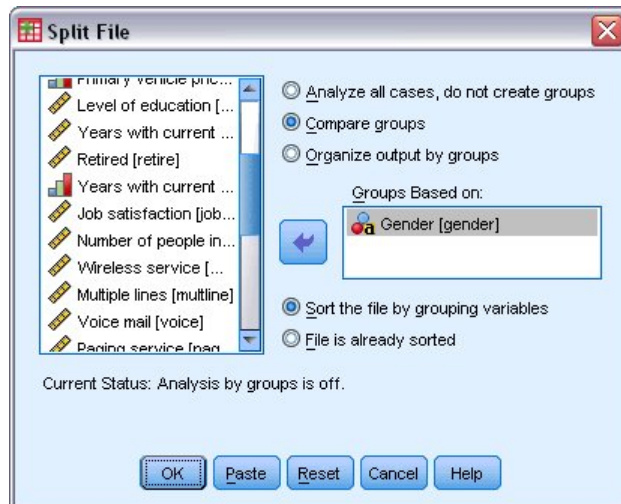 Split File
Primary vehicle pric...
Level of education [...
Years with current ...
Retired [retire]
Years with current ...
Job satisfaction [job...
Number of people in...
Wireless service [...
Multiple lines [multline]
Voice mail [voice]
Paging service [pag...
Analyze all cases, do not create groups
Compare groups
Organize output by groups
Groups Based on:
Gender [gender]
Sort the file by grouping variables
File is already sorted
Current Status: Analysis by groups is off.
OK Paste Reset Cancel Help